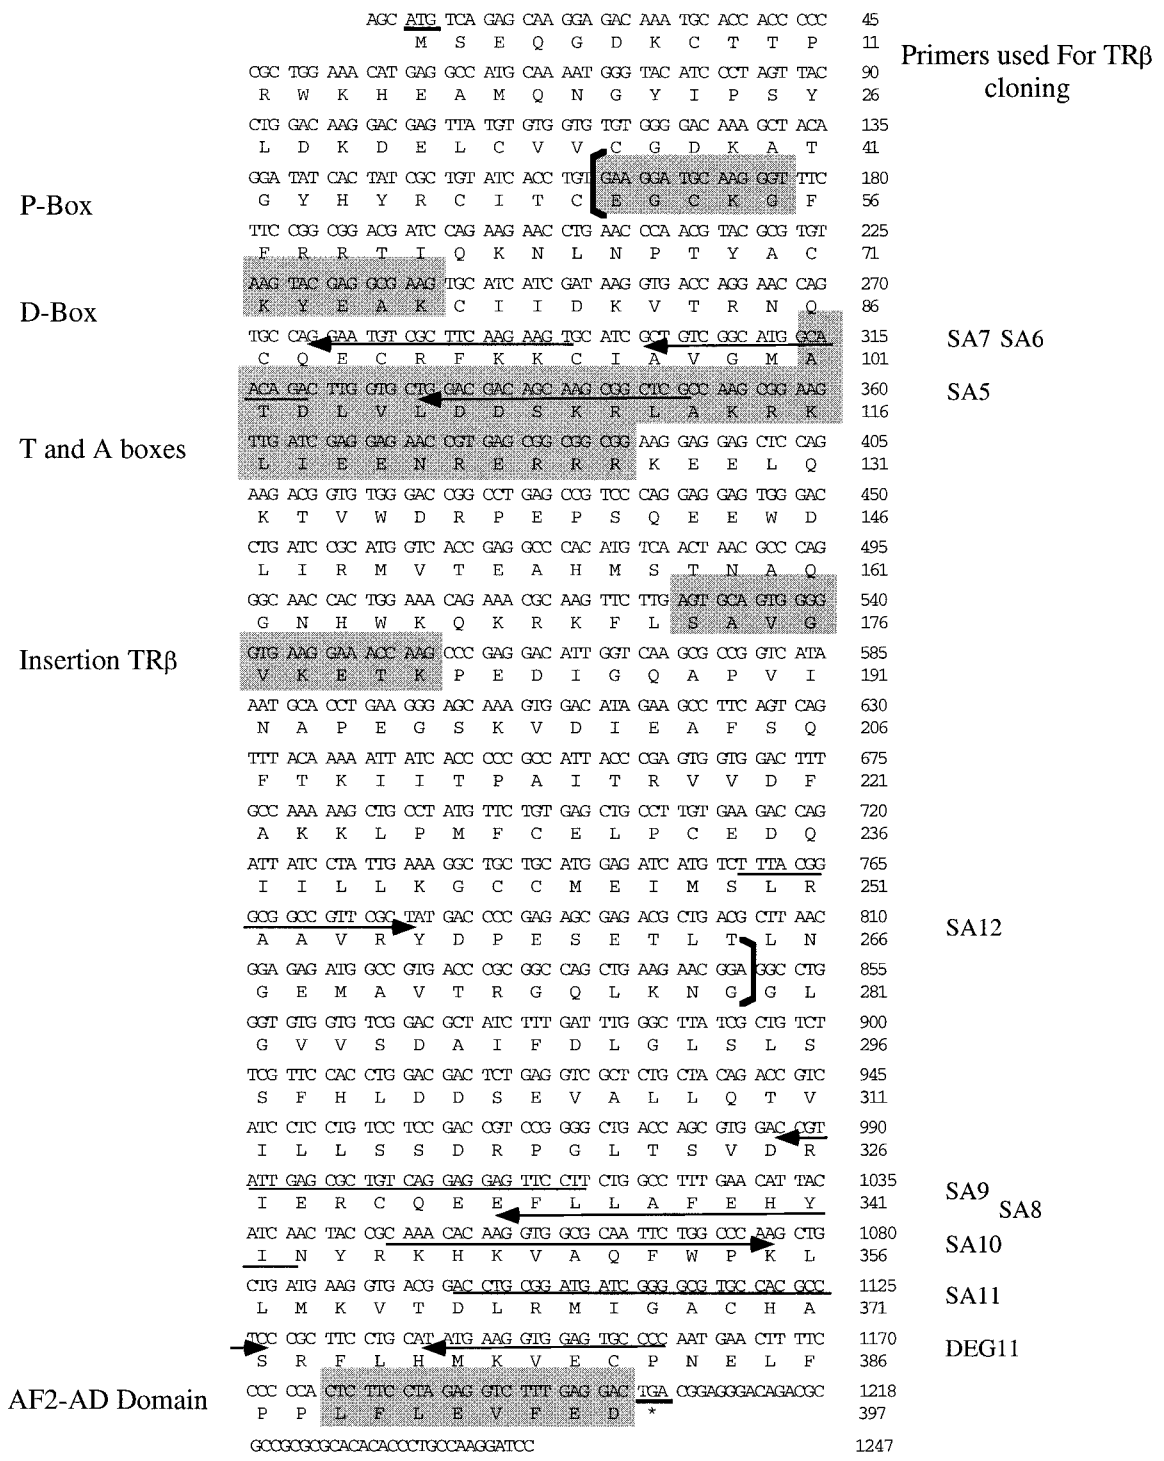 AGC ATG TCA GAG CAA GGA GAC AAA TGC ACC ACC CCC 45
M S E Q G D K C T T P 11
Primers used For TRβ
cloning
CGC TGG AAA CAT GAG GCC ATG CAA AAT GGG TAC ATC CCT AGT TAC 90
R W K H E A M Q N G Y I P S Y 26
CTG GAC AAG GAC GAG TTA TGT GTG GTG TGT GGG GAC AAA GCT ACA 135
L D K D E L C V V C G D K A T 41
GGA TAT CAC TAT CGC TGT ATC ACC TGT GAA GGA TGC AAG GGT TTC 180
P-Box
G Y H Y R C I T C E G C K G F 56
TTC CGG CGG ACG ATC CAG AAG AAC CTG AAC CCA ACG TAC GCG TGT 225
F R R T I Q K N L N P T Y A C 71
AAG TAC GAG GCG AAG TGC ATC ATC GAT AAG GTG ACC AGG AAC CAG 270
D-Box
K Y E A K C I I D K V T R N Q 86
TGC CAG GAA TGT CGC TTC AAG AAG TGC ATC GCT GTC GGC ATG GCA 315 SA7 SA6
C Q E C R F K K C I A V G M A 101
ACA GAC TTG GTG CTG GAC GAC AGC AAG CGG CTC GCC AAG CGG AAG 360 SA5
T D L V L D D S K R L A K R K 116
T and A boxes
TTG ATC GAG GAG AAC CGT GAG CGG CGG CGG AAG GAG GAG CTC CAG 405
L I E E N R E R R R K E E L Q 131
AAG ACG GTG TGG GAC CGG CCT GAG CCG TCC CAG GAG GAG TGG GAC 450
K T V W D R P E P S Q E E W D 146
CTG ATC CGC ATG GTC ACC GAG GCC CAC ATG TCA ACT AAC GCC CAG 495
L I R M V T E A H M S T N A Q 161
GGC AAC CAC TGG AAA CAG AAA CGC AAG TTC TTG AGT GCA GTG GGG 540
G N H W K Q K R K F L S A V G 176
Insertion TRβ
GTG AAG GAA ACC AAG CCC GAG GAC ATT GGT CAA GCG CCG GTC ATA 585
V K E T K P E D I G Q A P V I 191
AAT GCA CCT GAA GGG AGC AAA GTG GAC ATA GAA GCC TTC AGT CAG 630
N A P E G S K V D I E A F S Q 206
TTT ACA AAA ATT ATC ACC CCC GCC ATT ACC CGA GTG GTG GAC TTT 675
F T K I I T P A I T R V V D F 221
GCC AAA AAG CTG CCT ATG TTC TGT GAG CTG CCT TGT GAA GAC CAG 720
A K K L P M F C E L P C E D Q 236
ATT ATC CTA TTG AAA GGC TGC TGC ATG GAG ATC ATG TCT TTA CGG 765
I I L L K G C C M E I M S L R 251
GCG GCC GTT CGC TAT GAC CCC GAG AGC GAG ACG CTG ACG CTT AAC 810 SA12
A A V R Y D P E S E T L T L N 266
GGA GAG ATG GCC GTG ACC CGC GGC CAG CTG AAG AAC GGA GGC CTG 855
G E M A V T R G Q L K N G G L 281
GGT GTG GTG TCG GAC GCT ATC TTT GAT TTG GGC TTA TCG CTG TCT 900
G V V S D A I F D L G L S L S 296
TCG TTC CAC CTG GAC GAC TCT GAG GTC GCT CTG CTA CAG ACC GTC 945
S F H L D D S E V A L L Q T V 311
ATC CTC CTG TCC TCC GAC CGT CCG GGG CTG ACC AGC GTG GAC CGT 990
I L L S S D R P G L T S V D R 326
ATT GAG CGC TGT CAG GAG GAG TTC CTT CTG GCC TTT GAA CAT TAC 1035 SA9
I E R C Q E E F L L A F E H Y 341 SA8
ATC AAC TAC CGC AAA CAC AAG GTG GCG CAA TTC TGG CCC AAG CTG 1080 SA10
I N Y R K H K V A Q F W P K L 356
CTG ATG AAG GTG ACG GAC CTG CGG ATG ATC GGG GCG TGC CAC GCC 1125 SA11
L M K V T D L R M I G A C H A 371
TCC CGC TTC CTG CAT ATG AAG GTG GAG TGC CCC AAT GAA CTT TTC 1170 DEG11
S R F L H M K V E C P N E L F 386
AF2-AD Domain
CCC CCA CTC TTC CTA GAG GTC TTT GAG GAC TGA CGGAGGGACAGACGC 1218
P P L F L E V F E D * 397
GCCGCGCGCACACACCCTGCCAAGGATCC 1247